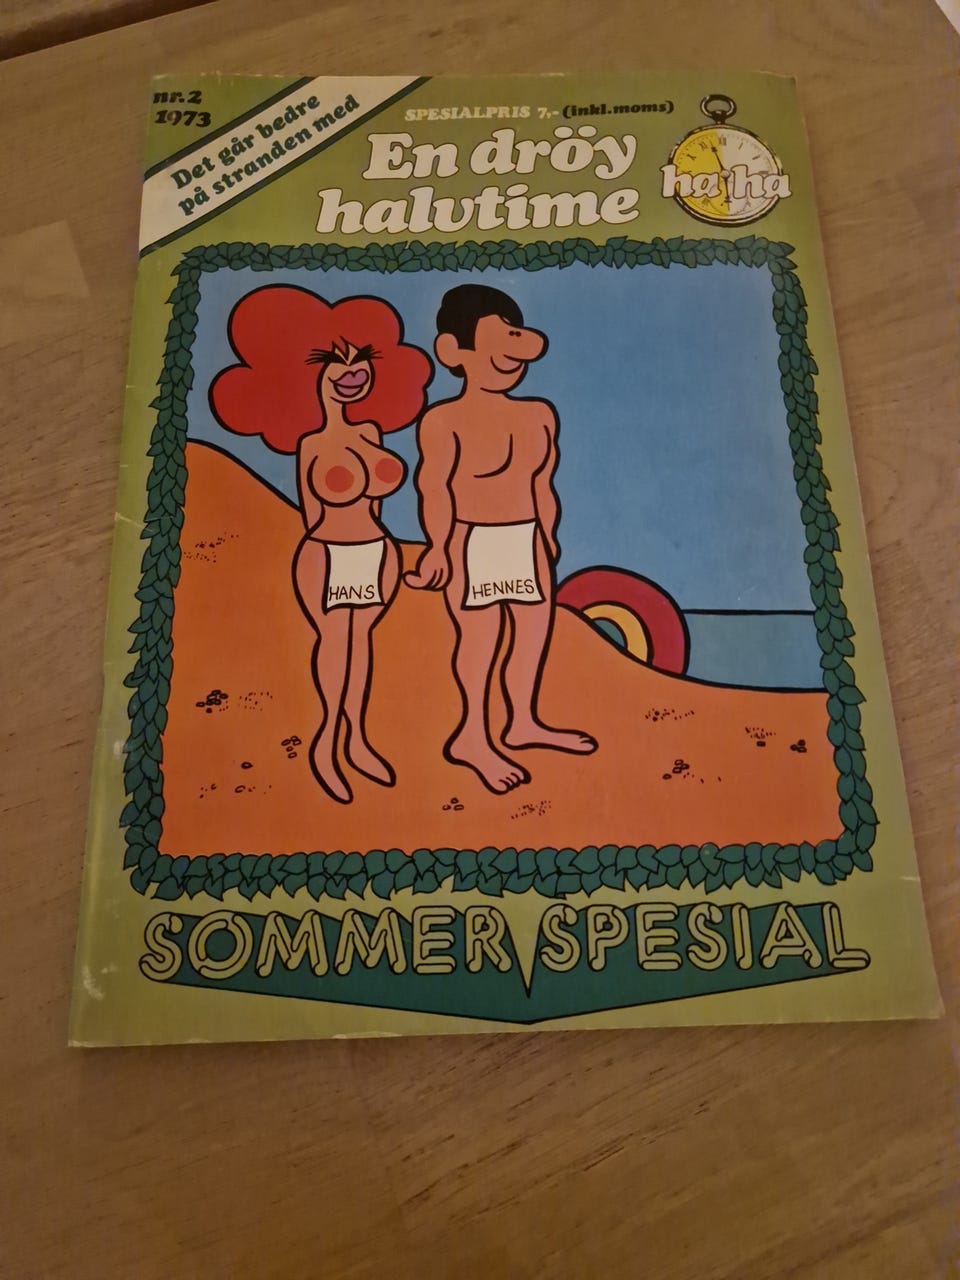 nr.2
1973
Det går bedre
på stranden med
SPESIALPRIS 7,- (inkl.moms)
En dröy
halvtime
ha ha
HANS
HENNES
SOMMER SPESIAL